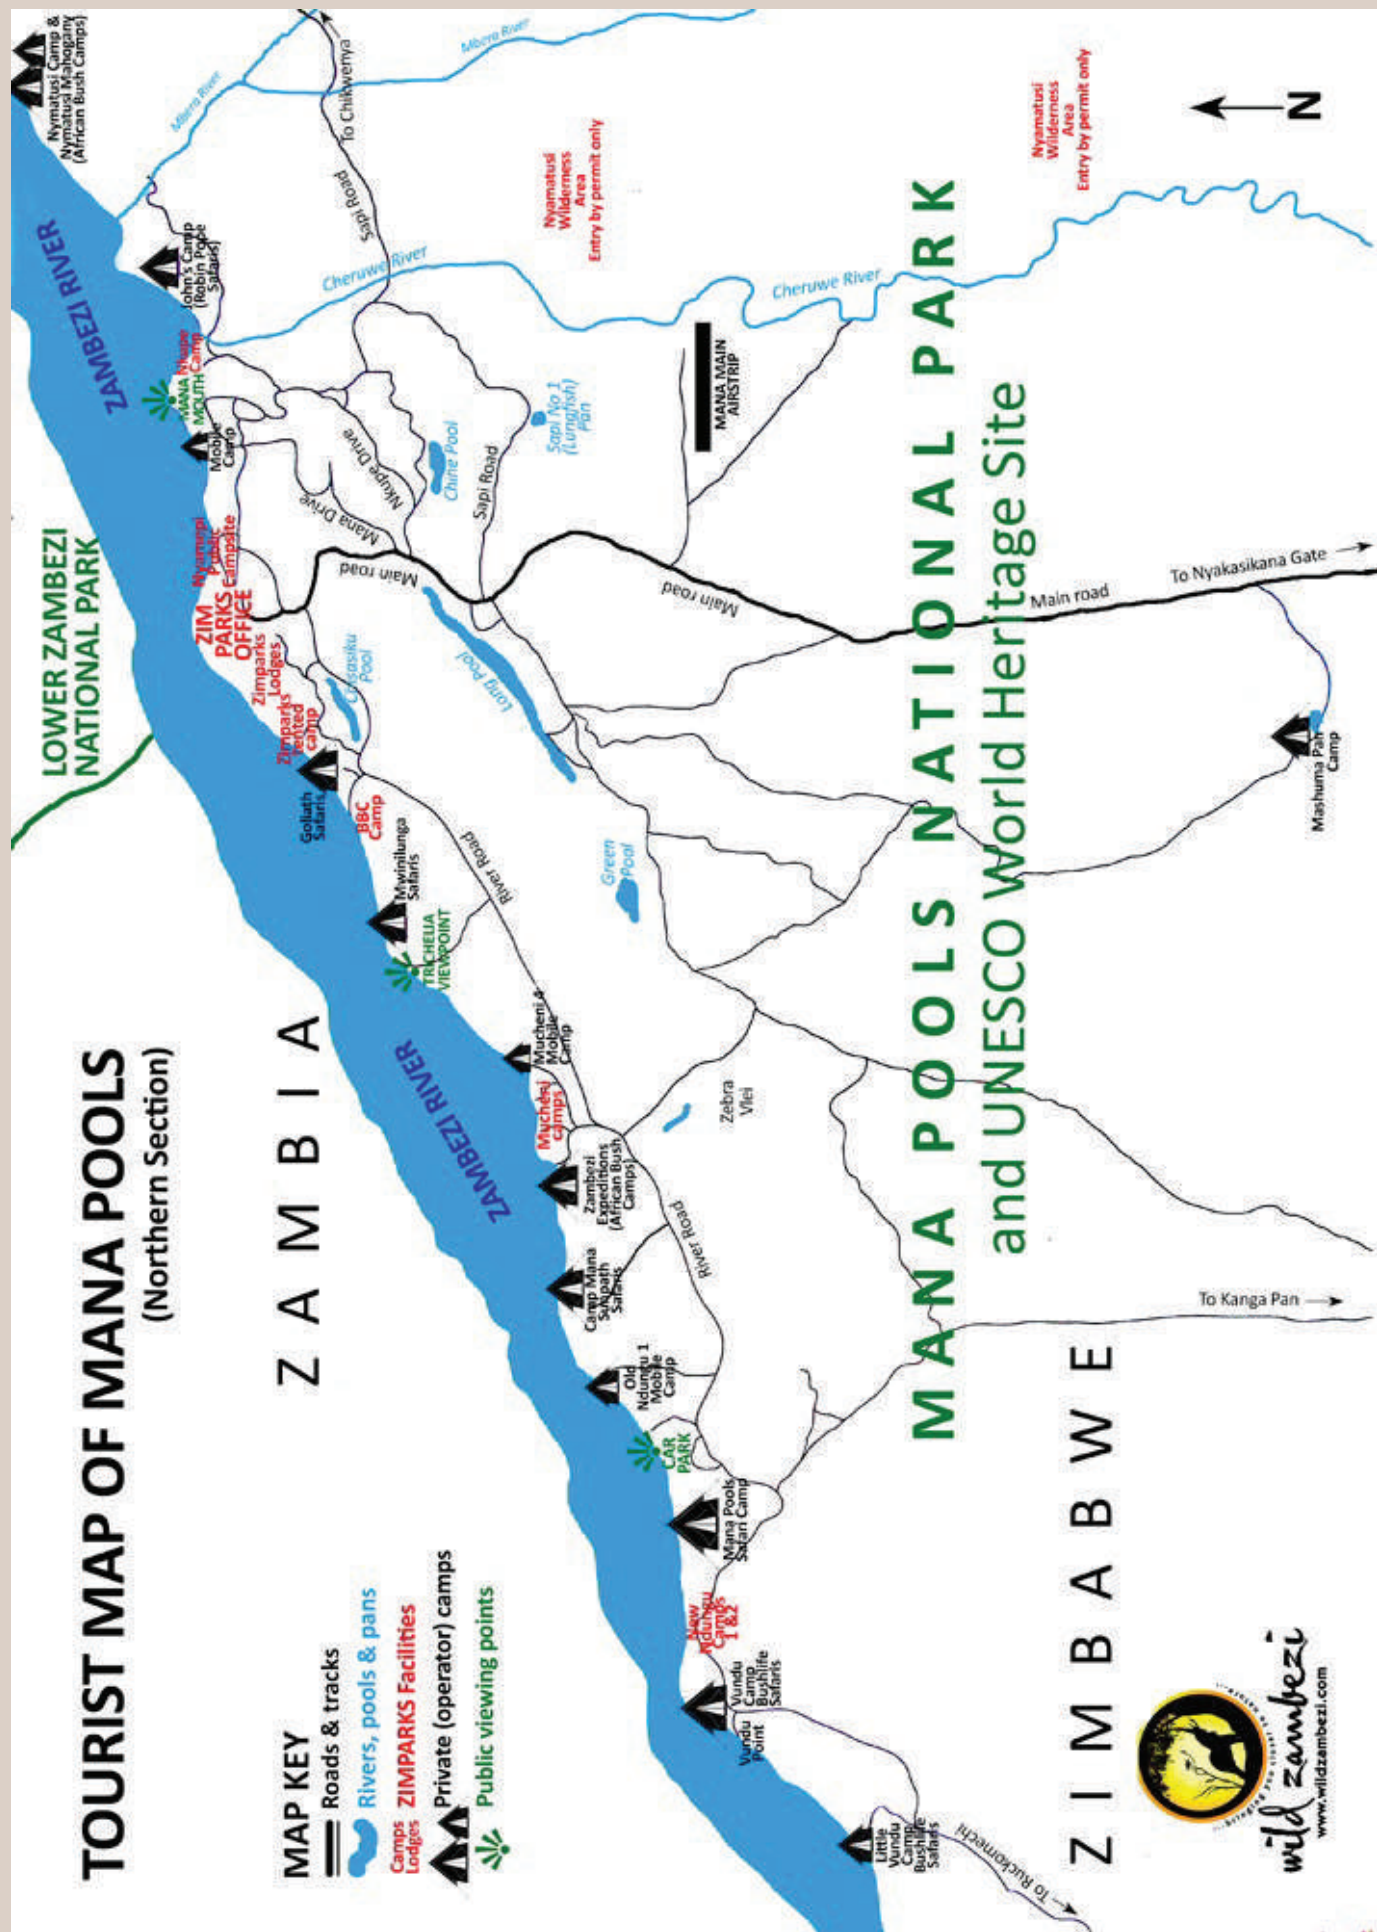 TOURIST MAP OF MANA POOLS
(Northern Section)
MAP KEY
Roads & tracks
Rivers, pools & pans
Camps
Lodges
ZIMPARKS Facilities
Private (operator) camps
Public viewing points
Z A M B I A
LOWER ZAMBEZI
NATIONAL PARK
ZAMBEZI RIVER
ZAMBEZI RIVER
Nymatusi Camp &
Nymatusi Mahogany
(African Bush Camps)
Mbera River
Mbera River
To Chikwenya
Sapi Road
John's Camp
(Robin Pope
Safaris)
Cheruwe River
Cheruwe River
Nyamatusi
Wilderness
Area
Entry by permit only
Nyamatusi
Wilderness
Area
Entry by permit only
N
Nkupe
Camp
MANA
MOUTH
Mobile
Camp
Nyamepi
Public
Campsite
ZIM
PARKS
OFFICE
Zimparks
Lodges
Zimparks
tented
camp
Goliath
Safaris
BBC
Camp
Mwinilunga
Safaris
TRICHELIA
VIEWPOINT
Mucheni 4
Mobile
Camp
Mucheni
camps
Zambezi
Expeditions
(African Bush
Camps)
Camp Mana
Sunpath
Safaris
Old
Ndungu 1
Mobile
Camp
CAR
PARK
Mana Pools
Safari Camp
New
Ndungu
Camps
1 &2
Vundu
Camp
Bushlife
Safaris
Vundu
Point
Little
Vundu
Camp
Bushlife
Safaris
To Ruckomechi
River Road
River Road
Mana Drive
Nkupe Drive
Chine Pool
Sapi Road
Sapi No 1
(Lungfish)
Pan
MANA MAIN
AIRSTRIP
Main road
Main road
Main road
To Nyakasikana Gate
Long Pool
Green
Pool
Zebra
Vlei
Pool
Mashuma Pan
Camp
To Kanga Pan
MANA POOLS NATIONAL PARK
and UNESCO World Heritage Site
Z I M B A B W E
...bringing you closer to nature...
wild zambezi
www.wildzambezi.com